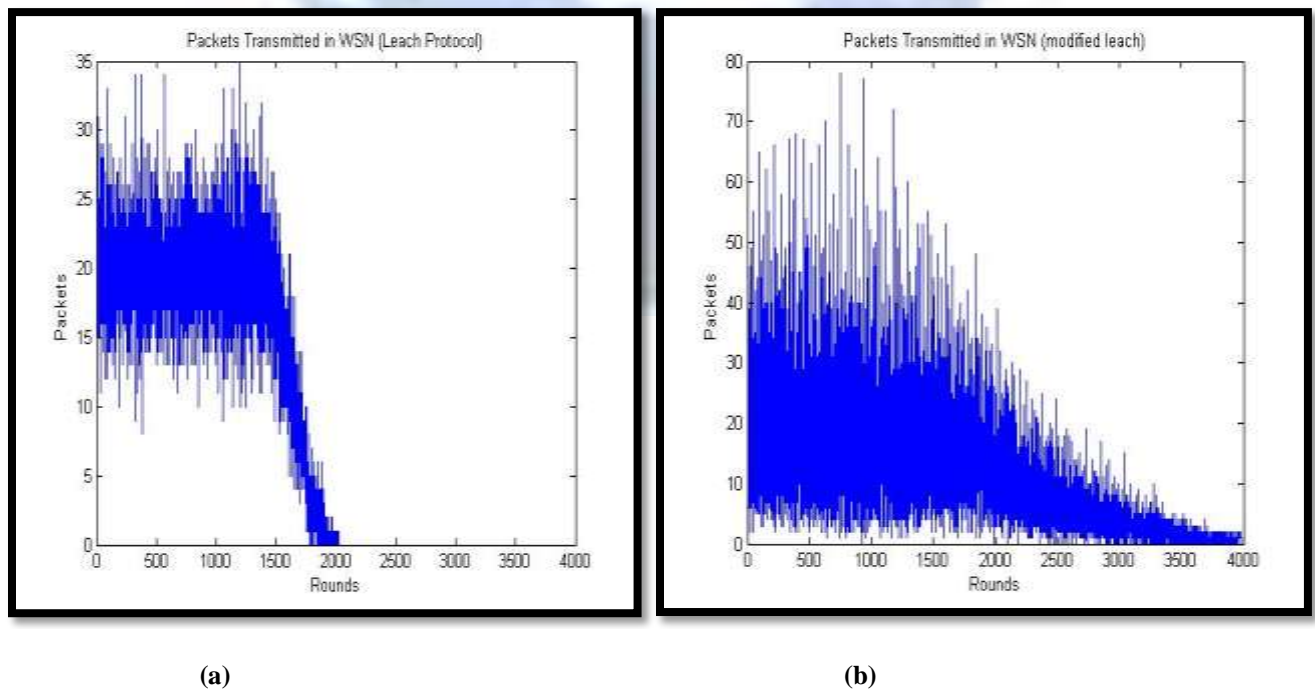 Packets Transmitted in WSN (Leach Protocol)
35
30
25
20
15
10
5
0
Packets
0 500 1000 1500 2000 2500 3000 3500 4000
Rounds
(a)
Packets Transmitted in WSN (modified leach)
80
70
60
50
40
30
20
10
0
Packets
0 500 1000 1500 2000 2500 3000 3500 4000
Rounds
(b)